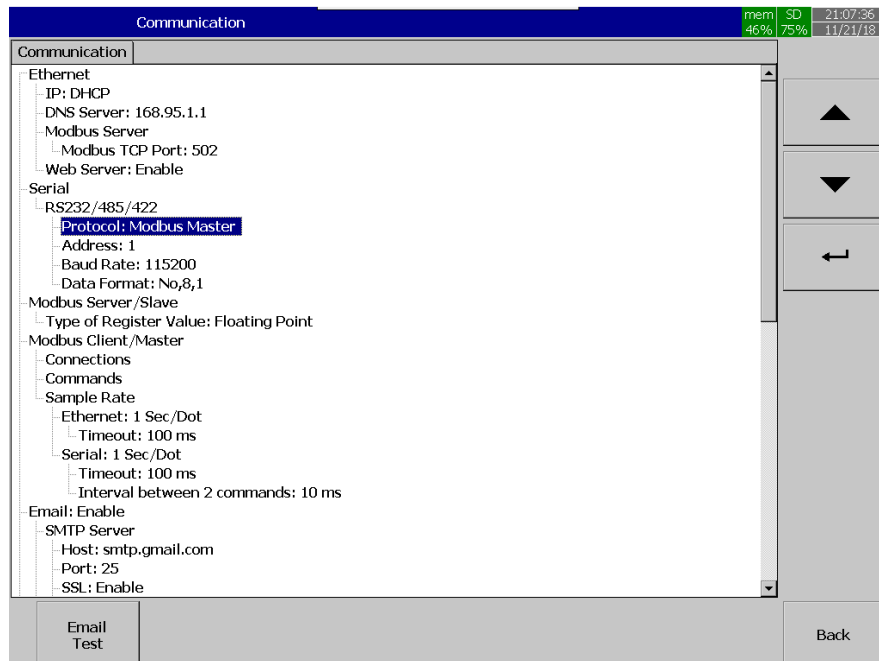 Communication
mem
46%
SD
75%
21:07:36
11/21/18
Communication
Ethernet
IP: DHCP
DNS Server: 168.95.1.1
Modbus Server
Modbus TCP Port: 502
Web Server: Enable
Serial
RS232/485/422
Protocol: Modbus Master
Address: 1
Baud Rate: 115200
Data Format: No,8,1
Modbus Server/Slave
Type of Register Value: Floating Point
Modbus Client/Master
Connections
Commands
Sample Rate
Ethernet: 1 Sec/Dot
Timeout: 100 ms
Serial: 1 Sec/Dot
Timeout: 100 ms
Interval between 2 commands: 10 ms
Email: Enable
SMTP Server
Host: smtp.gmail.com
Port: 25
SSL: Enable
Email
Test
Back